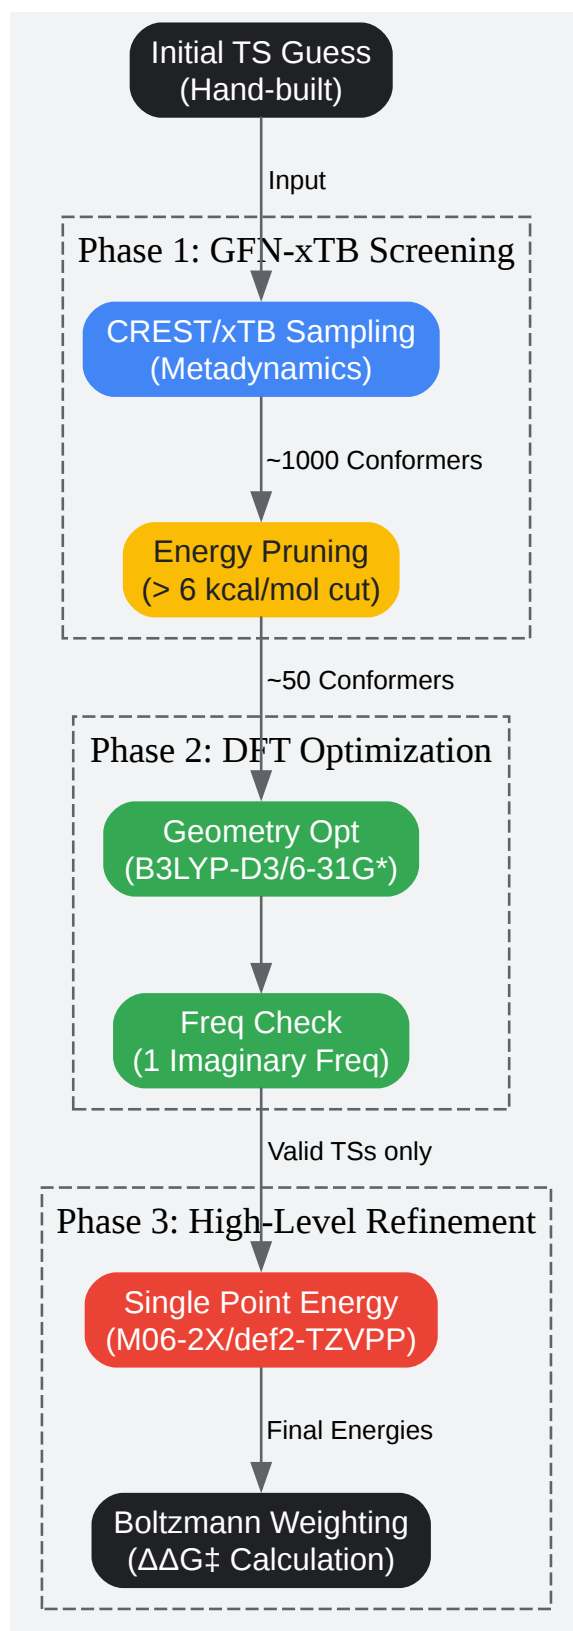 Initial TS Guess
(Hand-built)
Input
Phase 1: GFN-xTB Screening
CREST/xTB Sampling
(Metadynamics)
~1000 Conformers
Energy Pruning
(> 6 kcal/mol cut)
~50 Conformers
Phase 2: DFT Optimization
Geometry Opt
(B3LYP-D3/6-31G*)
Freq Check
(1 Imaginary Freq)
Valid TSs only
Phase 3: High-Level Refinement
Single Point Energy
(M06-2X/def2-TZVPP)
Final Energies
Boltzmann Weighting
(ΔΔG‡ Calculation)